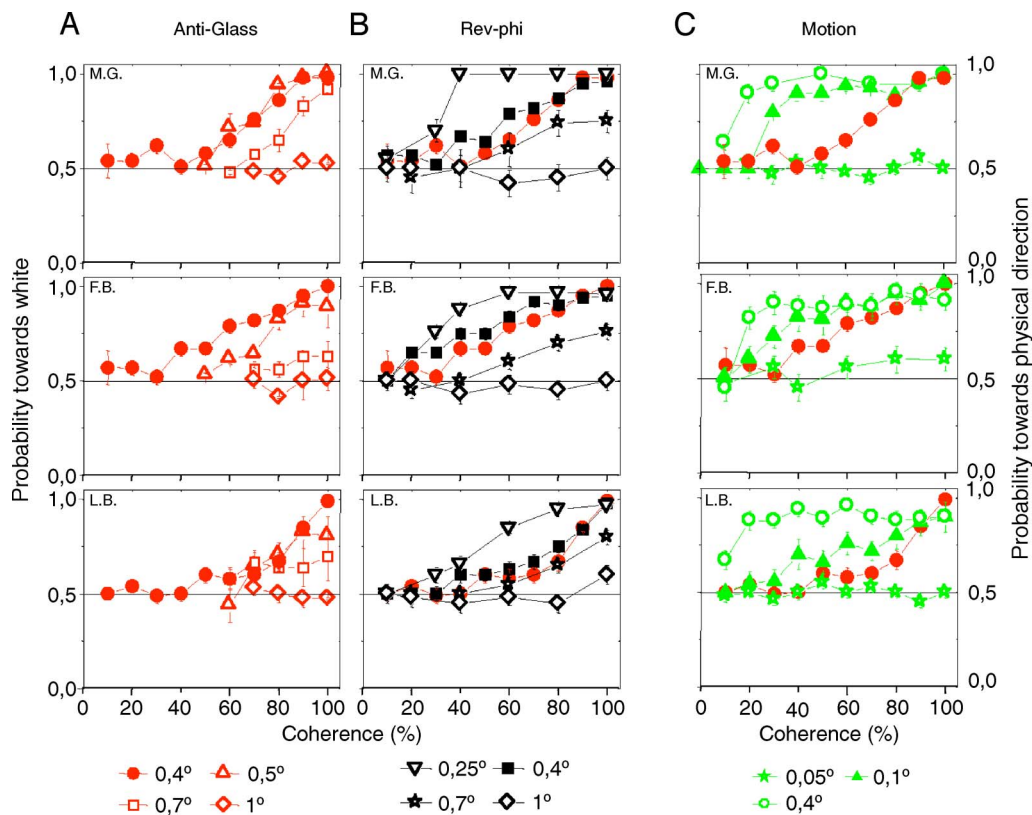 A
Anti-Glass
B
Rev-phi
C
Motion
Probability towards white
1,0
0,5
0,0
M.G.
M.G.
M.G.
1,0
0,5
0,0
1,0
0,5
0,0
F.B.
F.B.
F.B.
1,0
0,5
0,0
1,0
0,5
0,0
L.B.
L.B.
L.B.
1,0
0,5
0,0
Probability towards physical direction
0 20 40 60 80 100
0 20 40 60 80 100
0 20 40 60 80 100
Coherence (%)
Coherence (%)
Coherence (%)
0,4º 0,5º
0,7º 1º
0,25º 0,4º
0,7º 1º
0,05º 0,1º
0,4º